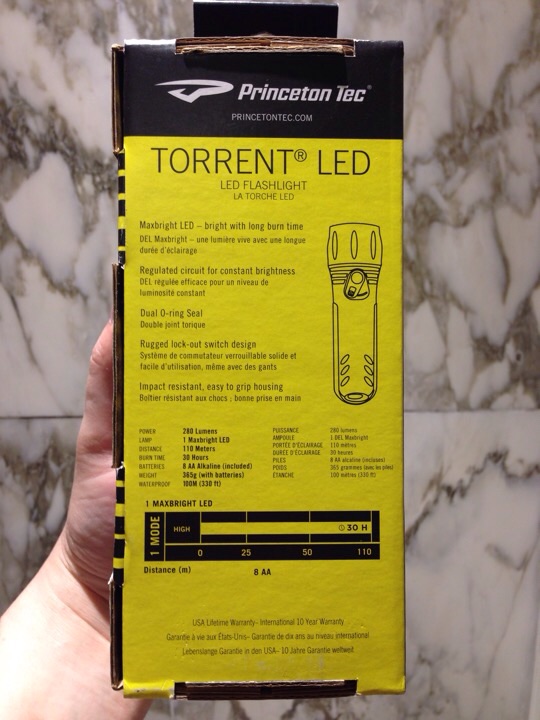 Princeton Tec®
PRINCETONTEC.COM
TORRENT® LED
LED FLASHLIGHT
LA TORCHE LED
Maxbright LED – bright with long burn time
DEL Maxbright – une lumière vive avec une longue
durée d'éclairage
Regulated circuit for constant brightness
DEL régulée efficace pour un niveau de
luminosité constant
Dual O-ring Seal
Double joint torique
Rugged lock-out switch design
Système de commutateur verrouillable solide et
facile d'utilisation, même avec des gants
Impact resistant, easy to grip housing
Boîtier résistant aux chocs ; bonne prise en main
POWER 280 Lumens
LAMP 1 Maxbright LED
DISTANCE 110 Meters
BURN TIME 30 Hours
BATTERIES 8 AA Alkaline (included)
WEIGHT 365g (with batteries)
WATERPROOF 100M (330 ft)
PUISSANCE 280 lumens
AMPOULE 1 DEL Maxbright
PORTÉE D'ÉCLAIRAGE 110 mètres
DURÉE D'ÉCLAIRAGE 30 heures
PILES 8 AA alcaline (incluses)
POIDS 365 grammes (avec les piles)
ÉTANCHE 100 mètres (330 ft)
1 MAXBRIGHT LED
1 MODE
HIGH
30 H
0 25 50 110
Distance (m)
8 AA
USA Lifetime Warranty- International 10 Year Warranty
Garantie à vie aux États-Unis- Garantie de dix ans au niveau international
Lebenslange Garantie in den USA- 10 Jahre Garantie weltweit